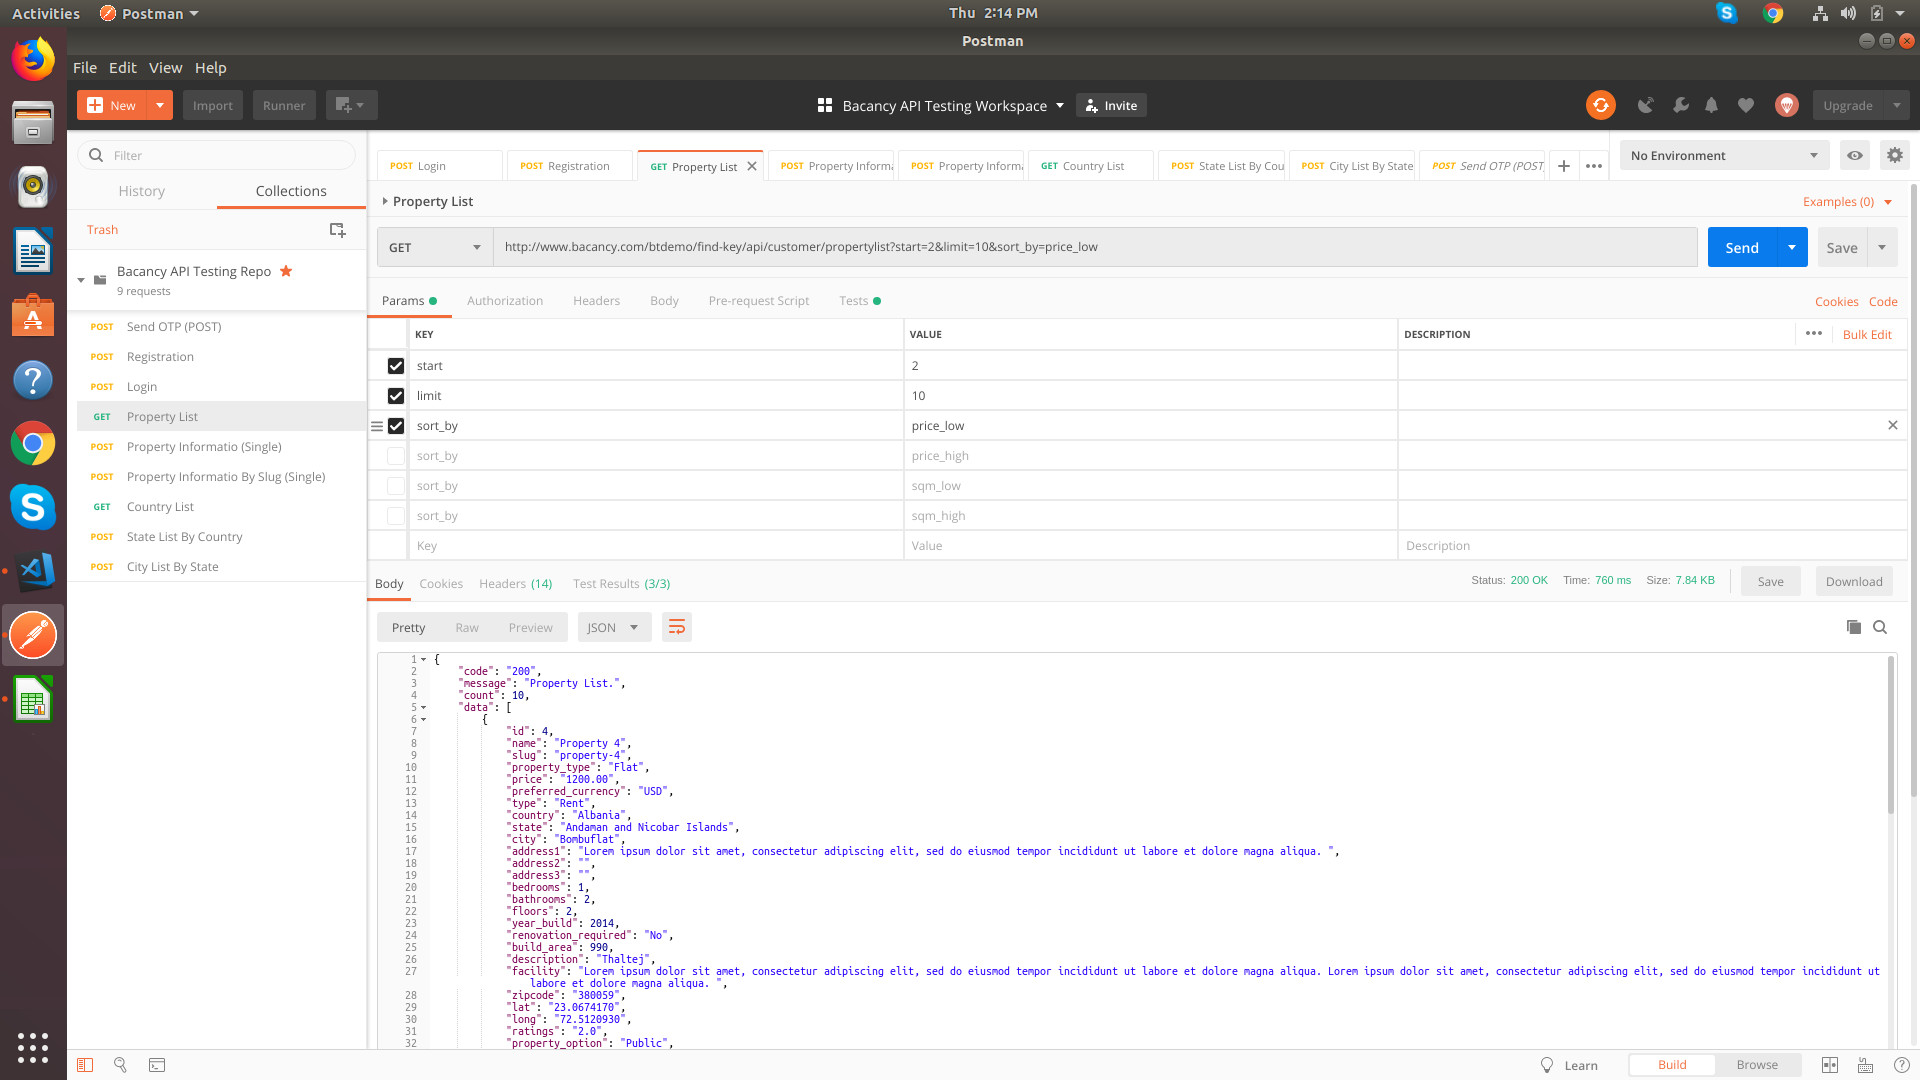 Activities
Postman
Thu 2:14 PM
Postman
File Edit View Help
New
Import
Runner
Bacancy API Testing Workspace
Invite
Upgrade
Filter
History
Collections
Trash
Bacancy API Testing Repo
9 requests
POST Send OTP (POST)
POST Registration
POST Login
GET Property List
POST Property Informatio (Single)
POST Property Informatio By Slug (Single)
GET Country List
POST State List By Country
POST City List By State
POST Login
POST Registration
GET Property List
POST Property Informa
POST Property Informa
GET Country List
POST State List By Cou
POST City List By State
POST Send OTP (POST
No Environment
Property List
Examples (0)
GET
http://www.bacancy.com/btdemo/find-key/api/customer/propertylist?start=2&limit=10&sort_by=price_low
Send
Save
Params
Authorization
Headers
Body
Pre-request Script
Tests
Cookies
Code
KEY VALUE DESCRIPTION
Bulk Edit
start 2
limit 10
sort_by price_low
sort_by price_high
sort_by sqm_low
sort_by sqm_high
Key Value Description
Body
Cookies
Headers (14)
Test Results (3/3)
Status: 200 OK
Time: 760 ms
Size: 7.84 KB
Save
Download
Pretty
Raw
Preview
JSON
1 {
2 "code": "200",
3 "message": "Property List.",
4 "count": 10,
5 "data": [
6 {
7 "id": 4,
8 "name": "Property 4",
9 "slug": "property-4",
10 "property_type": "Flat",
11 "price": "1200.00",
12 "preferred_currency": "USD",
13 "type": "Rent",
14 "country": "Albania",
15 "state": "Andaman and Nicobar Islands",
16 "city": "Bombuflat",
17 "address1": "Lorem ipsum dolor sit amet, consectetur adipiscing elit, sed do eiusmod tempor incididunt ut labore et dolore magna aliqua. ",
18 "address2": "",
19 "address3": "",
20 "bedrooms": 1,
21 "bathrooms": 2,
22 "floors": 2,
23 "year_build": 2014,
24 "renovation_required": "No",
25 "build_area": 990,
26 "description": "Thaltej",
27 "facility": "Lorem ipsum dolor sit amet, consectetur adipiscing elit, sed do eiusmod tempor incididunt ut labore et dolore magna aliqua. Lorem ipsum dolor sit amet, consectetur adipiscing elit, sed do eiusmod tempor incididunt ut
labore et dolore magna aliqua. ",
28 "zipcode": "380059",
29 "lat": "23.0674170",
30 "long": "72.5120930",
31 "ratings": "2.0",
32 "property_option": "Public",
Learn
Build
Browse